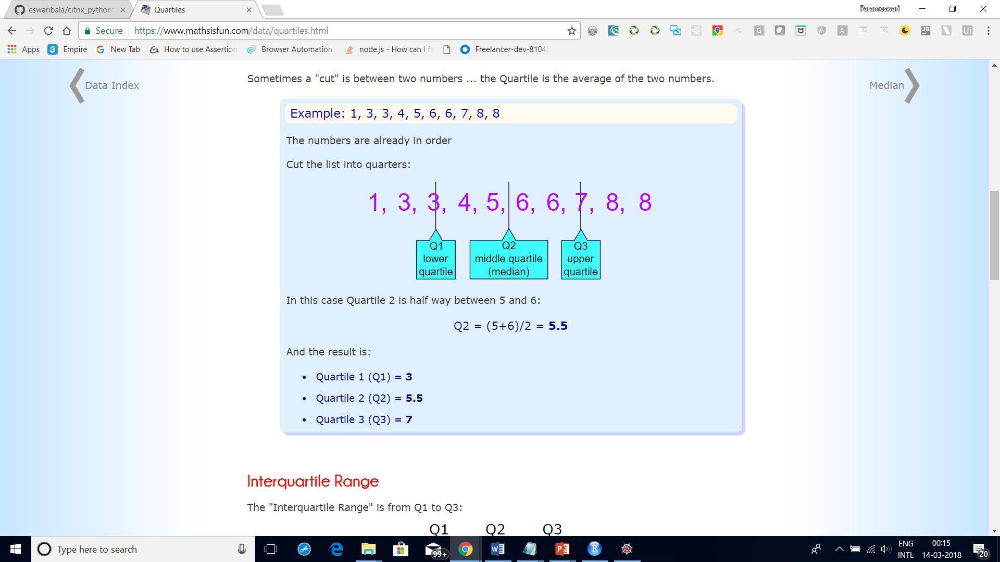 eswaribala/citrix_python
Quartiles
Parameswari
Secure
https://www.mathsisfun.com/data/quartiles.html
Apps
Empire
New Tab
How to use Assertion
Browser Automation
node.js - How can I fi
Freelancer-dev-81048
Data Index
Median
Sometimes a "cut" is between two numbers ... the Quartile is the average of the two numbers.
Example: 1, 3, 3, 4, 5, 6, 6, 7, 8, 8
The numbers are already in order
Cut the list into quarters:
1, 3, 3, 4, 5, 6, 6, 7, 8, 8
Q1
lower
quartile
Q2
middle quartile
(median)
Q3
upper
quartile
In this case Quartile 2 is half way between 5 and 6:
Q2 = (5+6)/2 = 5.5
And the result is:
• Quartile 1 (Q1) = 3
• Quartile 2 (Q2) = 5.5
• Quartile 3 (Q3) = 7
Interquartile Range
The "Interquartile Range" is from Q1 to Q3:
Q1 Q2 Q3
Type here to search
99+
ENG
INTL
00:15
14-03-2018
20